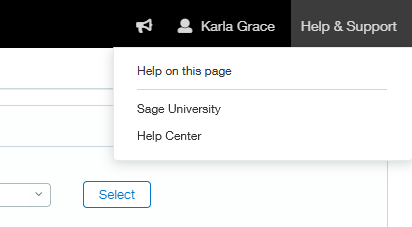 Karla Grace Help & Support
Help on this page
Sage University
Help Center
Select